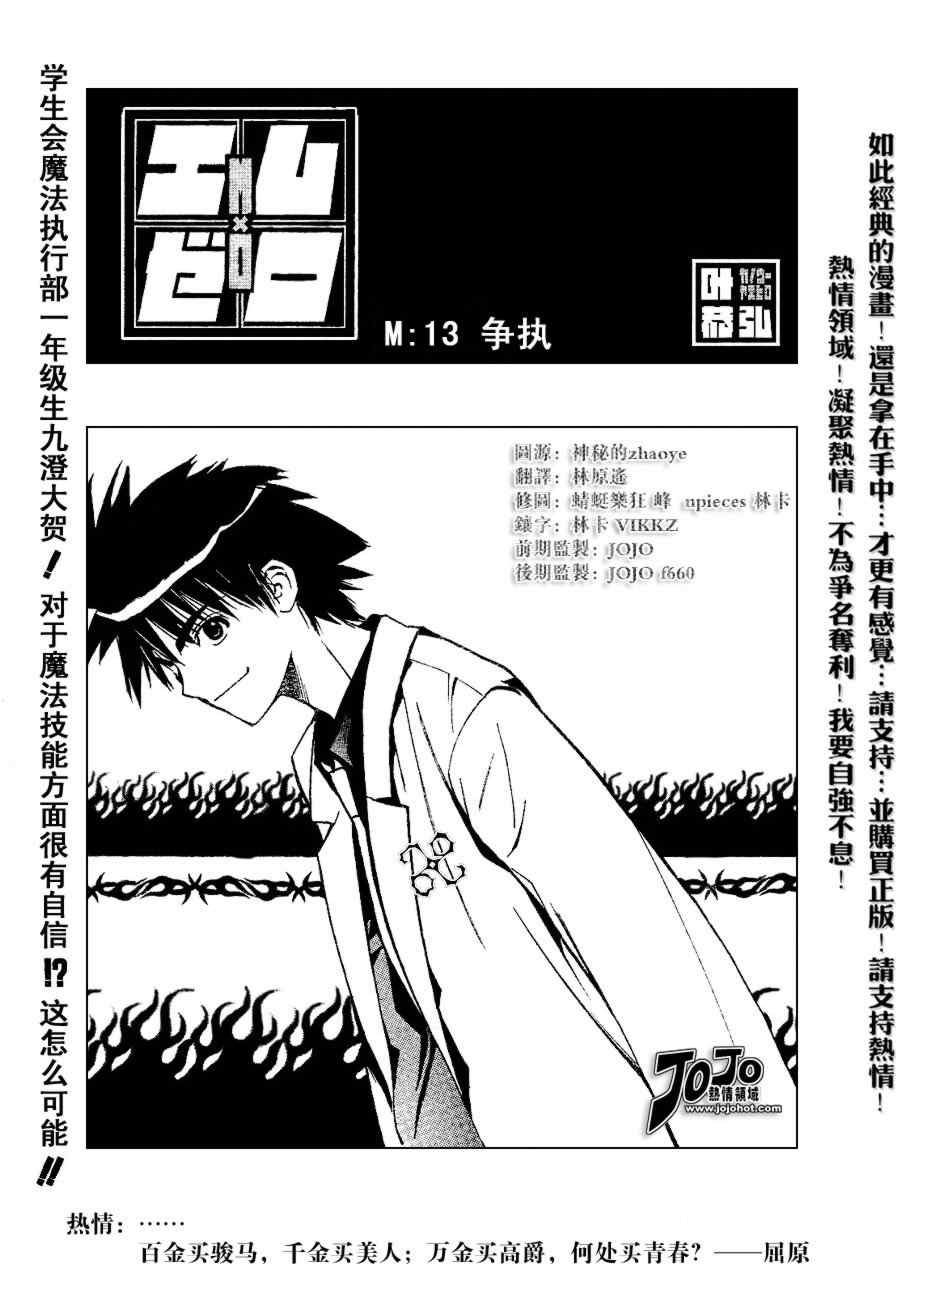 エム
ゼロ
M×0
M:13 争执
叶恭弘
カノウ・
ヤスヒロ
如此經典的漫畫！還是拿在手中…才更有感覺…請支持…並購買正版！請支持熱情！
熱情領域！凝聚熱情！不為爭名奪利！我要自強不息！
学生会魔法执行部一年级生九澄大贺！对于魔法技能方面很有自信!?这怎么可能!!
圖源：神秘的zhaoye
翻譯：林原遙
修圖：蜻蜓樂狂 峰 upieces 林卡
鑲字：林卡 VIKKZ
前期監製：JOJO
後期監製：JOJO f660
JOJO
熱情領域
www.jojohot.com
热情：……
百金买骏马，千金买美人；万金买高爵，何处买青春？——屈原